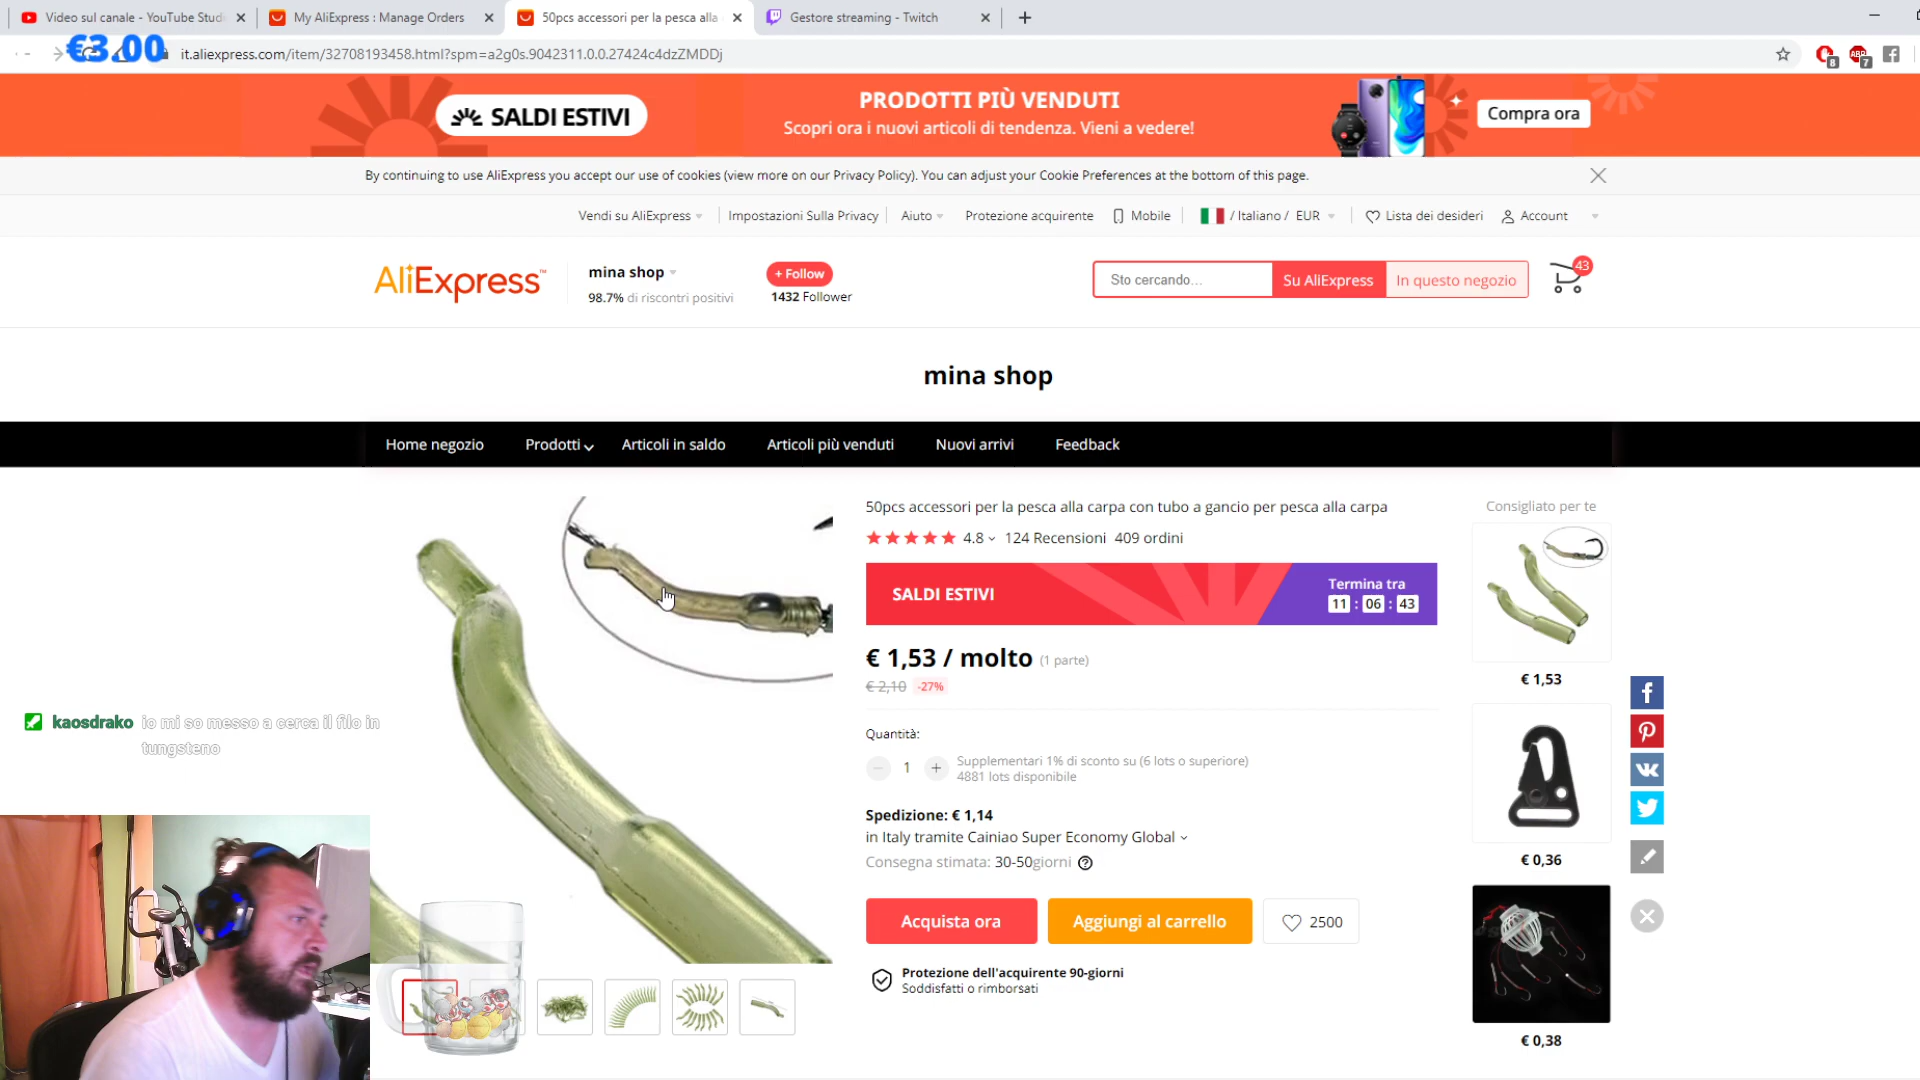 Video sul canale - YouTube Stud
My AliExpress : Manage Orders
50pcs accessori per la pesca alla
Gestore streaming - Twitch
€3.00
it.aliexpress.com/item/32708193458.html?spm=a2g0s.9042311.0.0.27424c4dzZMDDj
8
ABP
7
SALDI ESTIVI
PRODOTTI PIÙ VENDUTI
Scopri ora i nuovi articoli di tendenza. Vieni a vedere!
Compra ora
By continuing to use AliExpress you accept our use of cookies (view more on our Privacy Policy). You can adjust your Cookie Preferences at the bottom of this page.
Vendi su AliExpress
Impostazioni Sulla Privacy
Aiuto
Protezione acquirente
Mobile
/ Italiano / EUR
Lista dei desideri
Account
AliExpress™
mina shop
98.7% di riscontri positivi
+ Follow
1432 Follower
Sto cercando...
Su AliExpress
In questo negozio
43
mina shop
Home negozio
Prodotti
Articoli in saldo
Articoli più venduti
Nuovi arrivi
Feedback
50pcs accessori per la pesca alla carpa con tubo a gancio per pesca alla carpa
4.8
124 Recensioni
409 ordini
SALDI ESTIVI
Termina tra
11 : 06 : 43
€ 1,53 / molto (1 parte)
€ 2,10 -27%
Quantità:
1
Supplementari 1% di sconto su (6 lots o superiore)
4881 lots disponibile
Spedizione: € 1,14
in Italy tramite Cainiao Super Economy Global
Consegna stimata: 30-50giorni
Acquista ora
Aggiungi al carrello
2500
Protezione dell'acquirente 90-giorni
Soddisfatti o rimborsati
Consigliato per te
€ 1,53
€ 0,36
€ 0,38
kaosdrako io mi so messo a cerca il filo in
tungsteno